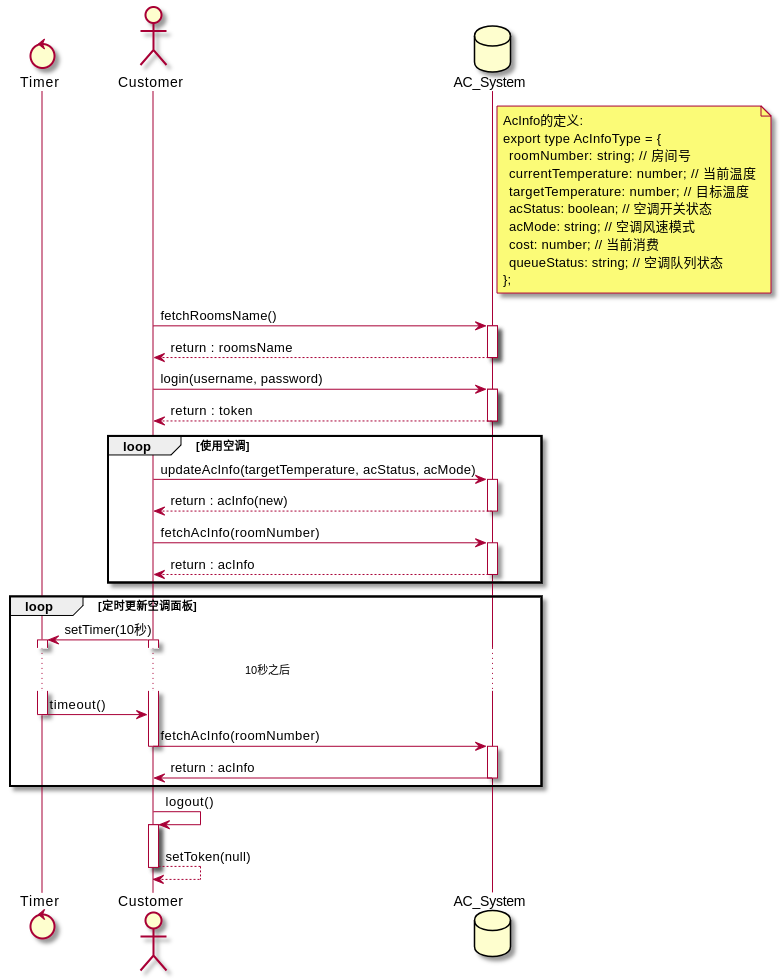 Timer
Customer
AC_System
AcInfo的定义:
export type AcInfoType = {
roomNumber: string; // 房间号
currentTemperature: number; // 当前温度
targetTemperature: number; // 目标温度
acStatus: boolean; // 空调开关状态
acMode: string; // 空调风速模式
cost: number; // 当前消费
queueStatus: string; // 空调队列状态
};
fetchRoomsName()
return : roomsName
login(username, password)
return : token
loop [使用空调]
updateAcInfo(targetTemperature, acStatus, acMode)
return : acInfo(new)
fetchAcInfo(roomNumber)
return : acInfo
loop [定时更新空调面板]
setTimer(10秒)
10秒之后
timeout()
fetchAcInfo(roomNumber)
return : acInfo
logout()
setToken(null)
Timer
Customer
AC_System